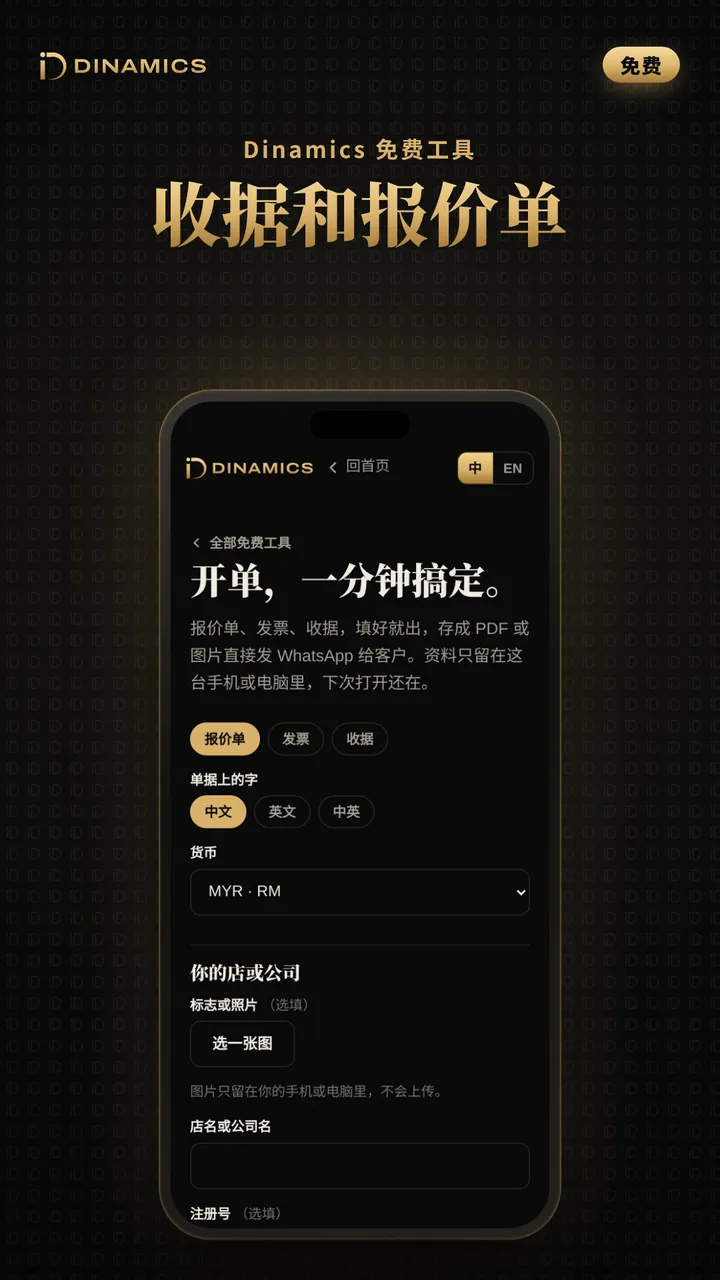 DINAMICS
免费
Dinamics 免费工具
收据和报价单
DINAMICS
回首页
中
EN
全部免费工具
开单，一分钟搞定。
报价单、发票、收据，填好就出，存成 PDF 或
图片直接发 WhatsApp 给客户。资料只留在这
台手机或电脑里，下次打开还在。
报价单
发票
收据
单据上的字
中文
英文
中英
货币
MYR · RM
你的店或公司
标志或照片 （选填）
选一张图
图片只留在你的手机或电脑里，不会上传。
店名或公司名
注册号 （选填）